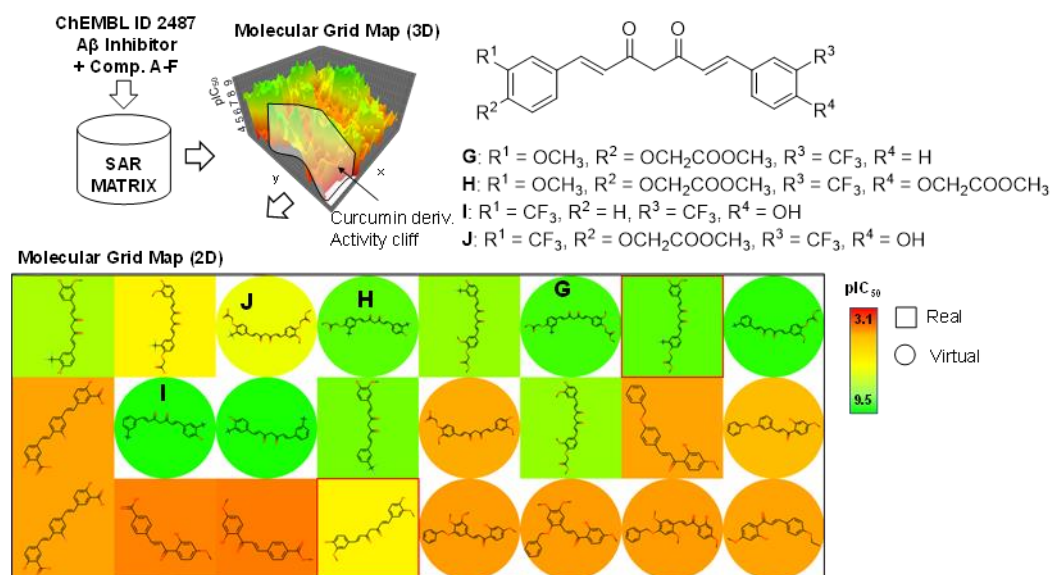 ChEMBL ID 2487
Aβ Inhibitor
+ Comp. A-F
SAR
MATRIX
Molecular Grid Map (3D)
pIC50
4 5 6 7 8 9
y
x
Curcumin deriv.
Activity cliff
O O
R1
R2
R3
R4
G: R1 = OCH3, R2 = OCH2COOCH3, R3 = CF3, R4 = H
H: R1 = OCH3, R2 = OCH2COOCH3, R3 = CF3, R4 = OCH2COOCH3
I: R1 = CF3, R2 = H, R3 = CF3, R4 = OH
J: R1 = CF3, R2 = OCH2COOCH3, R3 = CF3, R4 = OH
Molecular Grid Map (2D)
J
H
G
I
pIC50
3.1
9.5
Real
Virtual